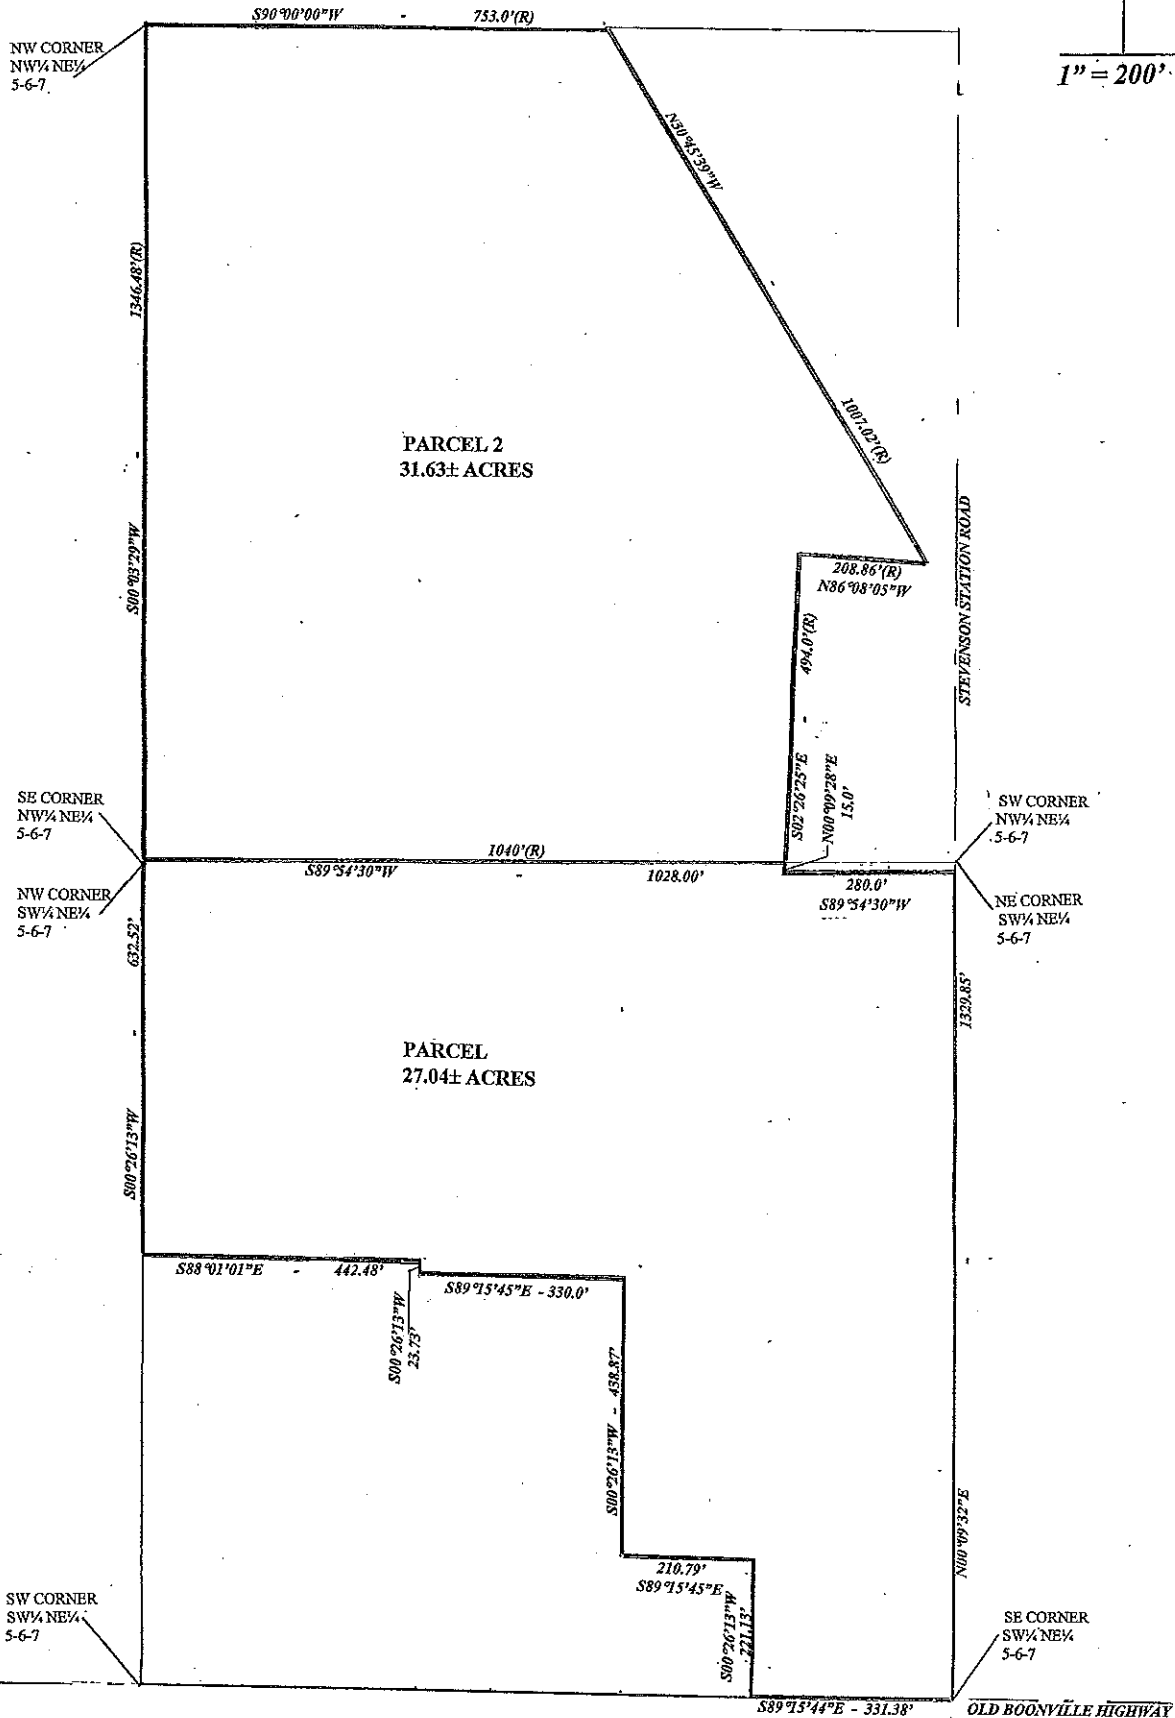 S90°00'00"W - 753.0'(R)
NW CORNER
NW¼ NE¼
5-6-7
1" = 200'
N30°45'39"W
1346.48'(R)
1007.02'(R)
PARCEL 2
31.63± ACRES
S00°03'29"W
208.86'(R)
N86°08'05"W
STEVENSON STATION ROAD
494.0'(R)
S02°26'25"E
N00°09'28"E
15.0'
SE CORNER
NW¼ NE¼
5-6-7
SW CORNER
NW¼ NE¼
5-6-7
1040'(R)
S89°54'30"W - 1028.00'
280.0'
S89°54'30"W
NW CORNER
SW¼ NE¼
5-6-7
NE CORNER
SW¼ NE¼
5-6-7
632.52'
1329.85'
PARCEL
27.04± ACRES
S00°26'13"W
S88°01'01"E - 442.48'
S89°15'45"E - 330.0'
S00°26'13"W
23.73'
S00°26'13"W - 438.87'
N00°09'32"E
210.79'
S89°15'45"E
S00°26'13"W
221.13'
SW CORNER
SW¼ NE¼
5-6-7
SE CORNER
SW¼ NE¼
5-6-7
S89°15'44"E - 331.38'
OLD BOONVILLE HIGHWAY